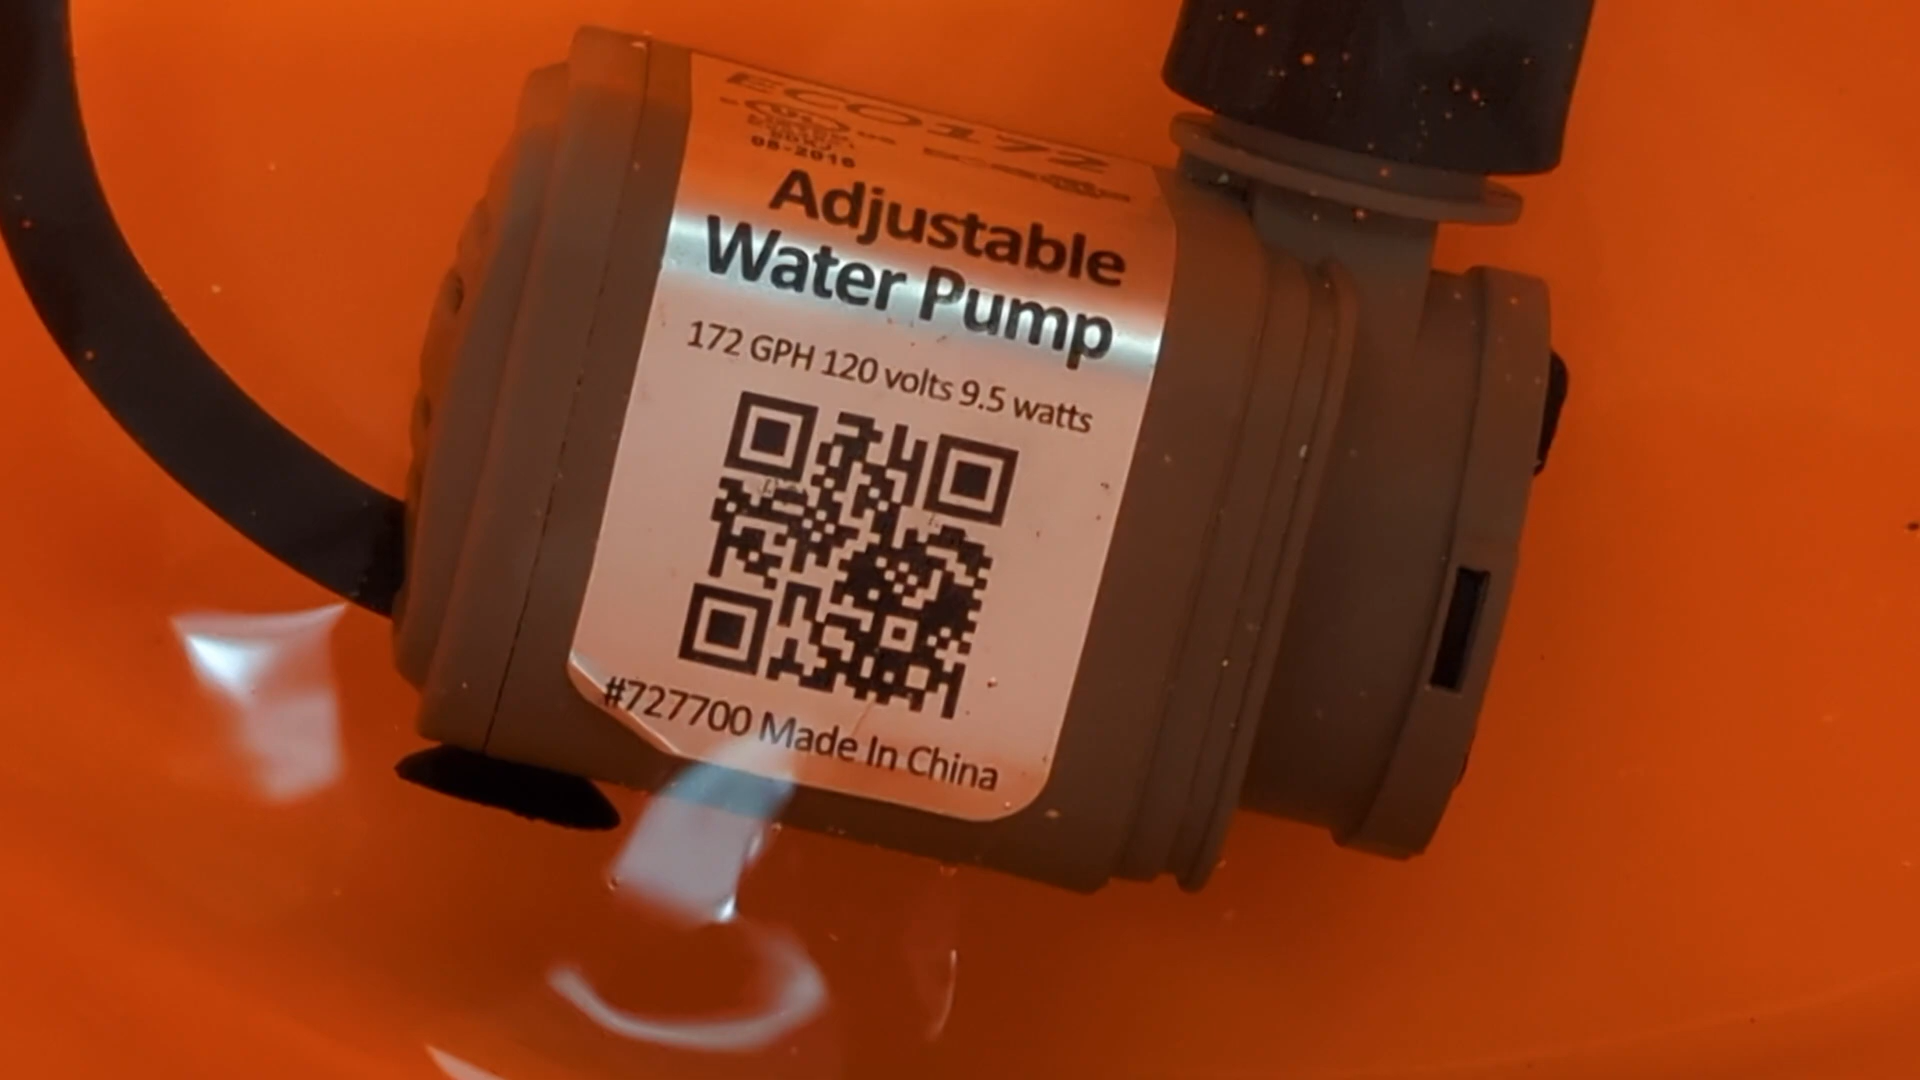 ECO172
08-2016
Adjustable
Water Pump
172 GPH 120 volts 9.5 watts
#727700 Made In China